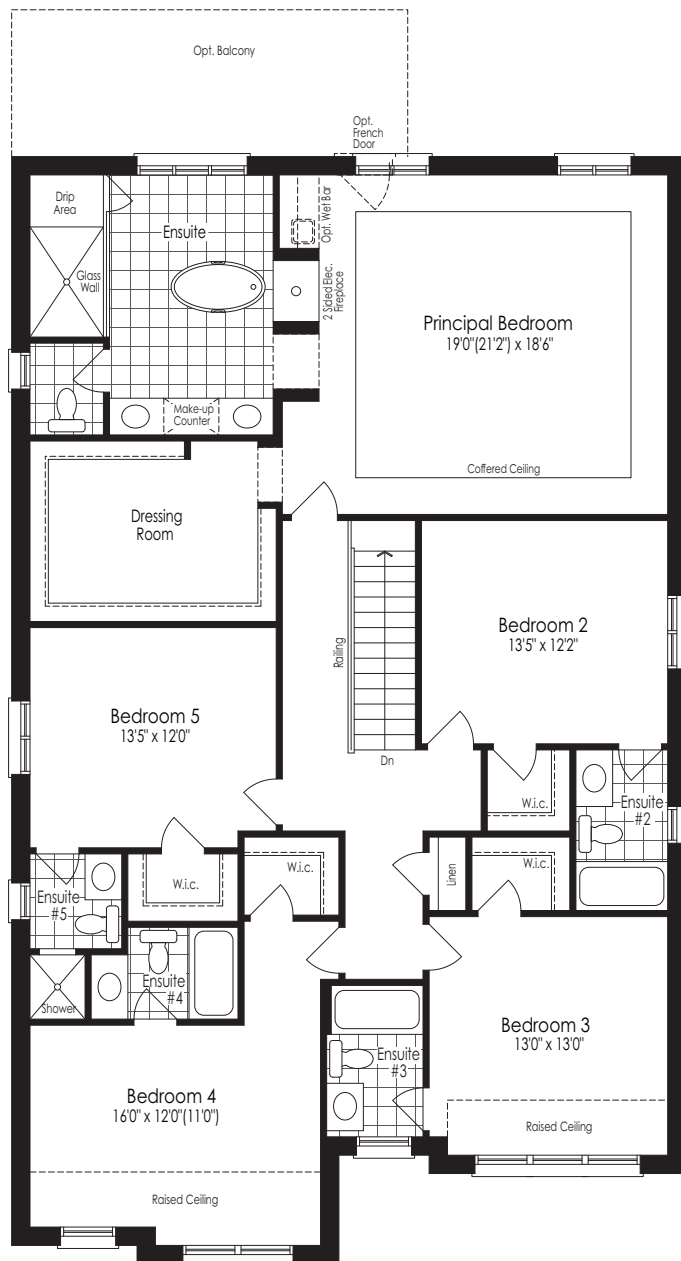 Opt. Balcony
Opt.
French
Door
Drip
Area
Ensuite
Opt. Wet Bar
Glass
Wall
2 Sided Elec.
Fireplace
Principal Bedroom
19'0"(21'2") x 18'6"
Make-up
Counter
Coffered Ceiling
Dressing
Room
Bedroom 2
13'5" x 12'2"
Railing
Bedroom 5
13'5" x 12'0"
Dn
W.i.c.
Ensuite
#2
W.i.c.
Linen
W.i.c.
W.i.c.
Ensuite
#5
Ensuite
#4
Shower
Bedroom 3
13'0" x 13'0"
Ensuite
#3
Bedroom 4
16'0" x 12'0"(11'0")
Raised Ceiling
Raised Ceiling